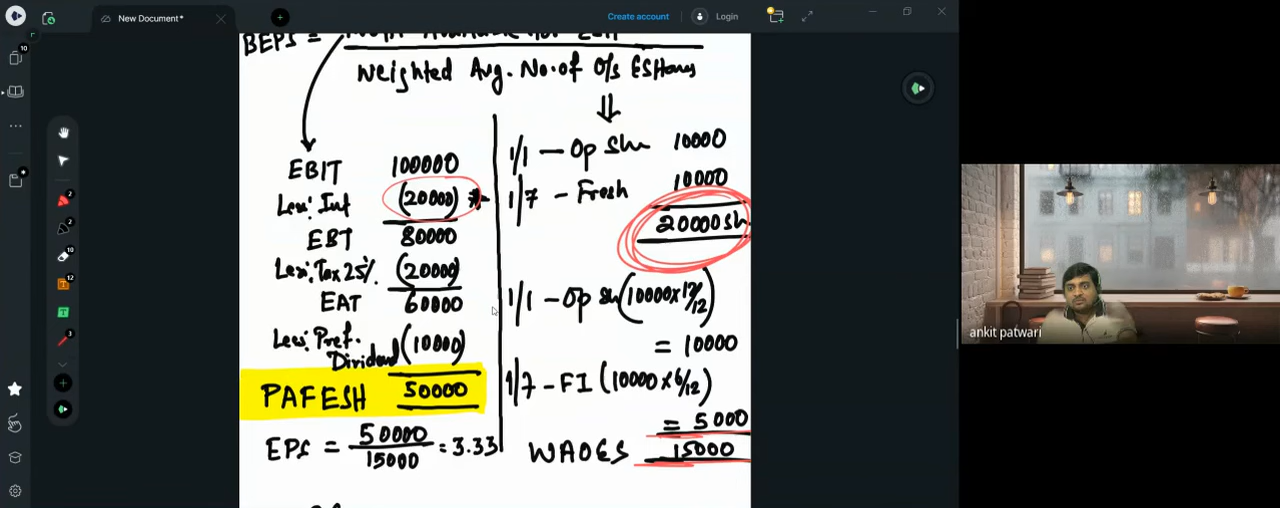 New Document*
Create account
Login
BEPS =
Weighted Avg. No. of O/s EShares
EBIT 100000
Less: Int (20000)
EBT 80000
Less: Tax 25% (20000)
EAT 60000
Less: Pref. Dividend (10000)
PAFESH 50000
EPS = 50000 / 15000 = 3.33
1/1 — Op Sh 10000
1/7 - Fresh 10000
20000 Sh
1/1 - Op Sh (10000 x 12/12)
= 10000
1/7 - FI (10000 x 6/12)
= 5000
WAOES 15000
ankit patwari